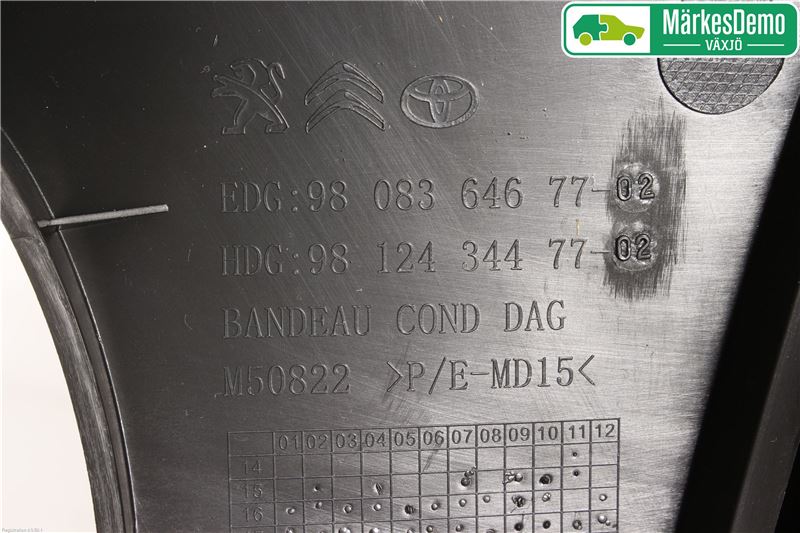 MärkesDemo
VÄXJÖ
EDG:98 083 646 77-02
HDG:98 124 344 77-02
BANDEAU COND DAG
M50822 >P/E-MD15<
01 02 03 04 05 06 07 08 09 10 11 12
14
15
16